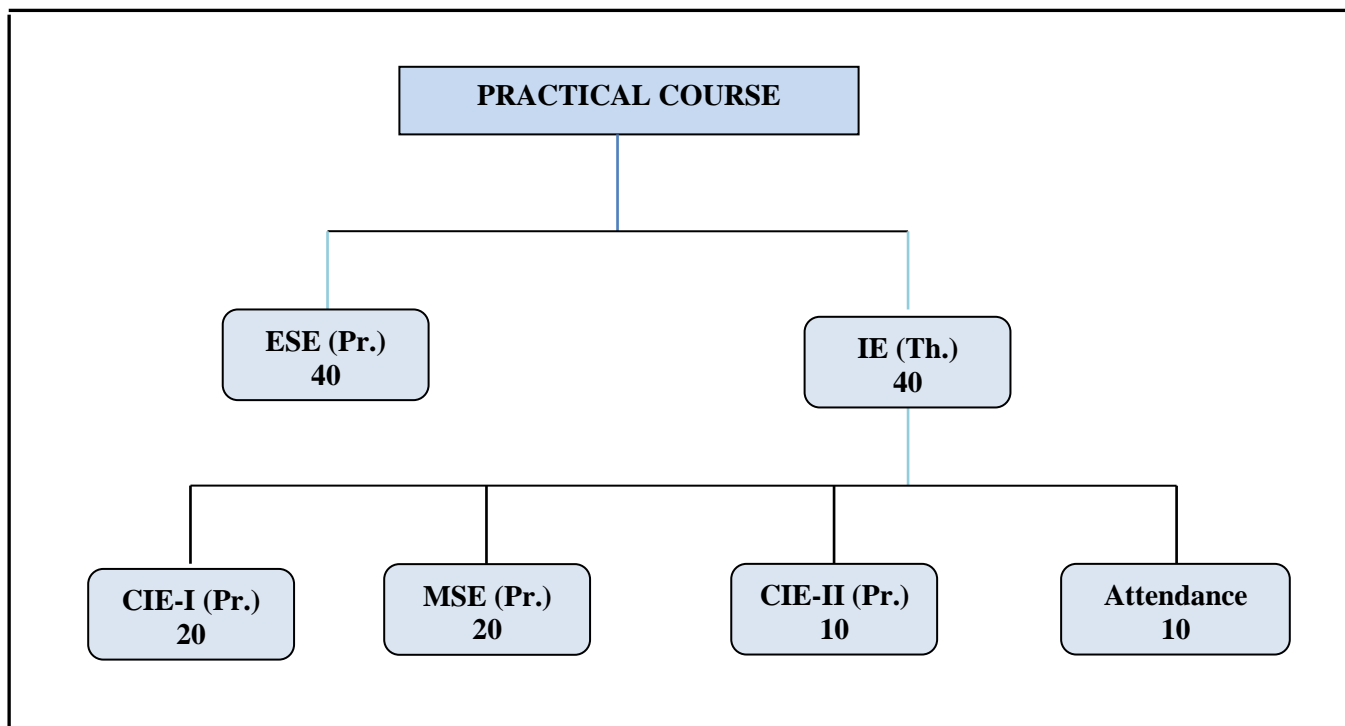 PRACTICAL COURSE
ESE (Pr.)
40
IE (Th.)
40
CIE-I (Pr.)
20
MSE (Pr.)
20
CIE-II (Pr.)
10
Attendance
10